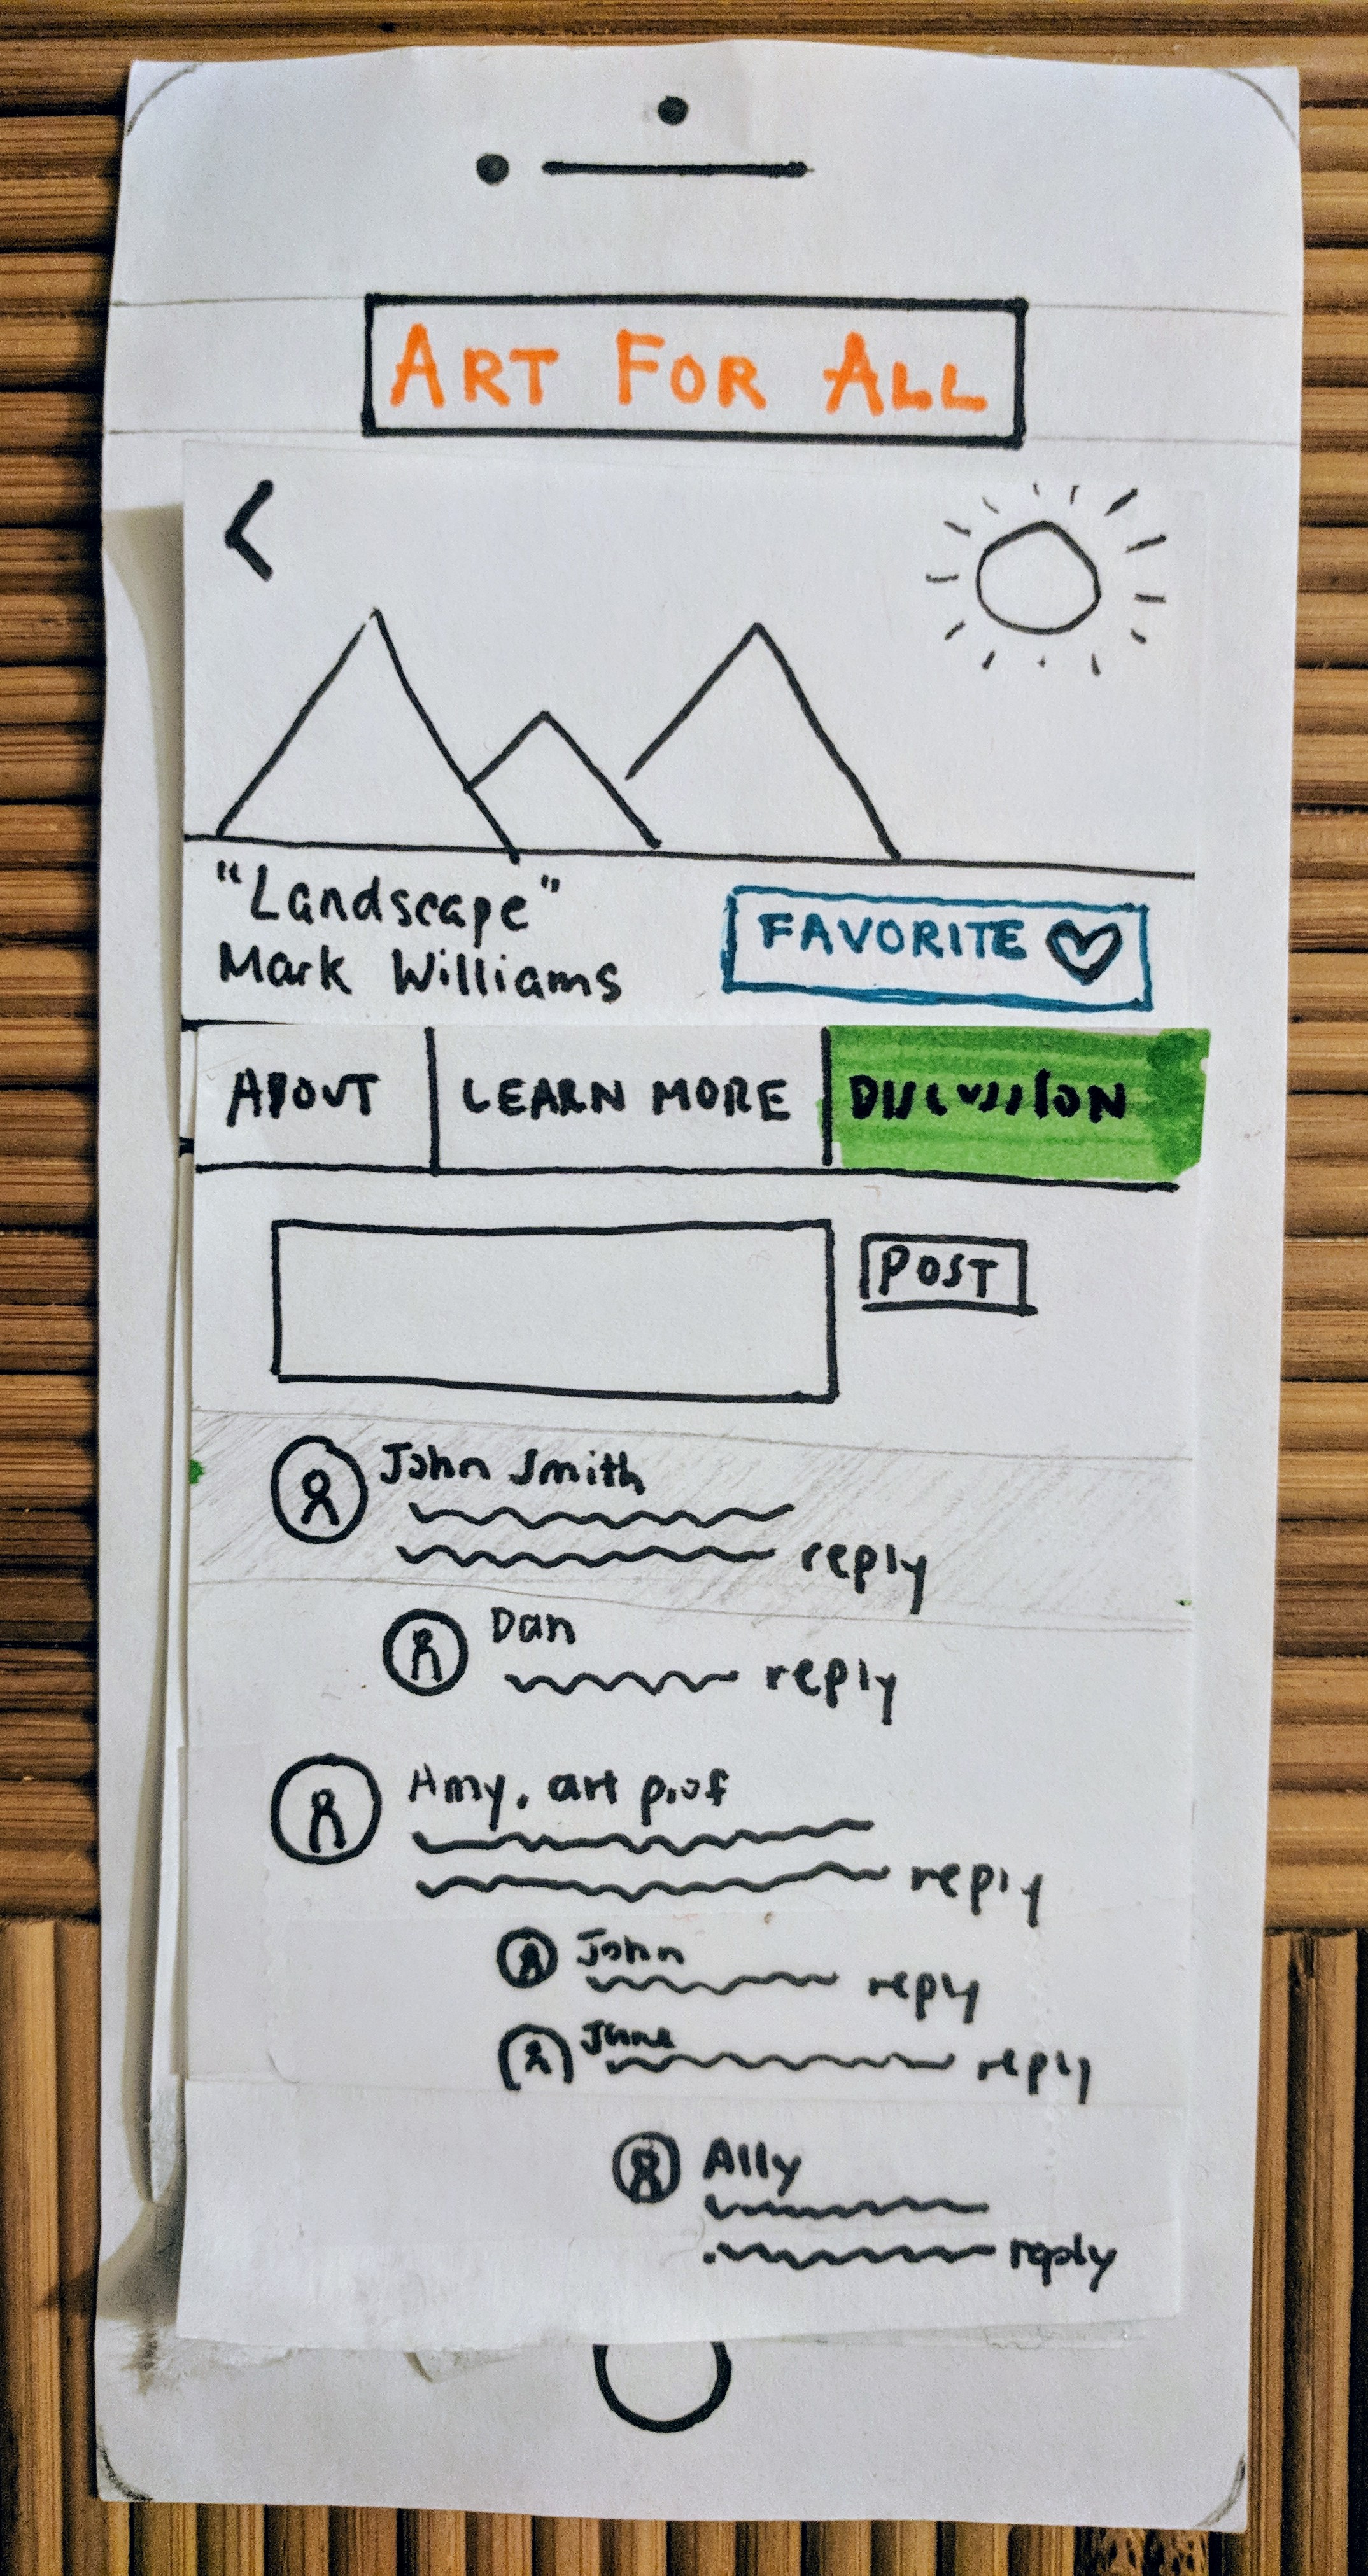 ART FOR ALL
"Landscape"
Mark Williams
FAVORITE
ABOUT
LEARN MORE
DISCUSSION
POST
John Smith
reply
Dan
reply
Amy, art prof
reply
John
reply
Jane
reply
Ally
reply